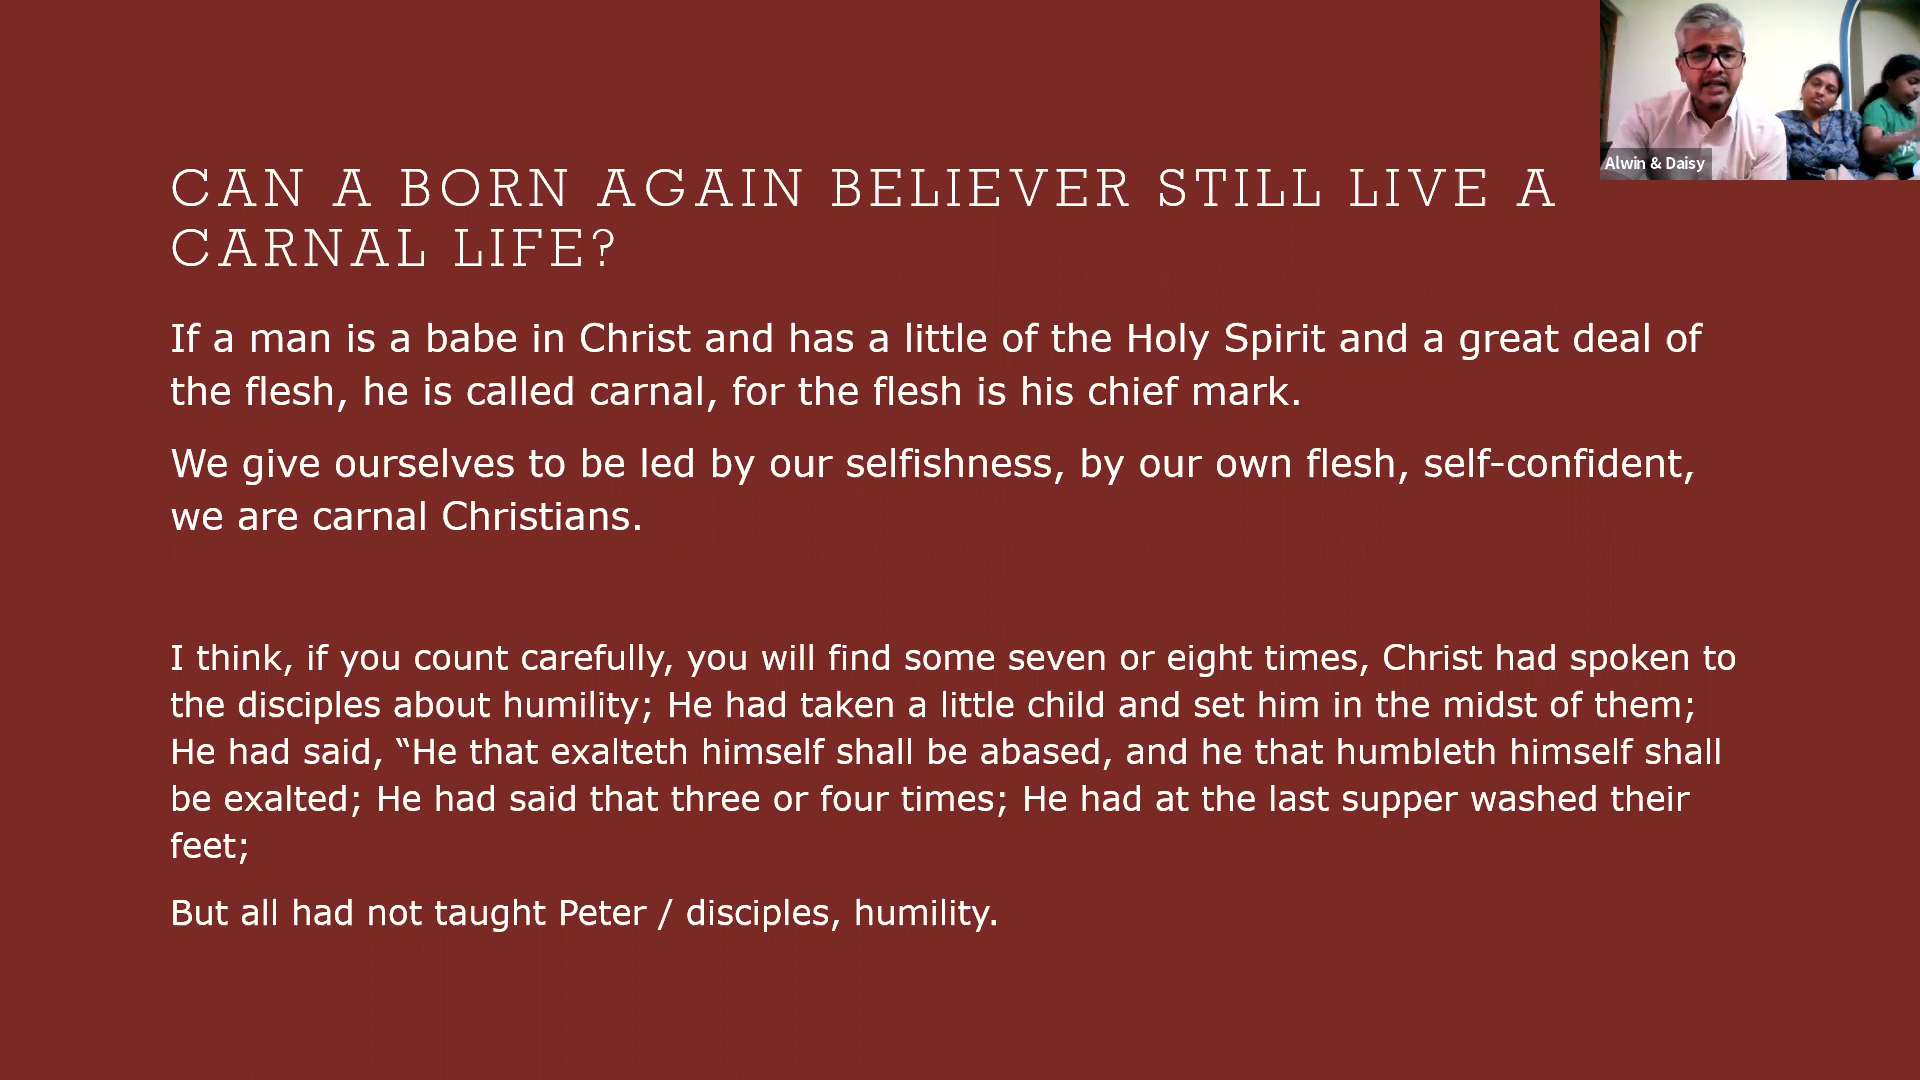 Alwin & Daisy
CAN A BORN AGAIN BELIEVER STILL LIVE A
CARNAL LIFE?
If a man is a babe in Christ and has a little of the Holy Spirit and a great deal of
the flesh, he is called carnal, for the flesh is his chief mark.
We give ourselves to be led by our selfishness, by our own flesh, self-confident,
we are carnal Christians.
I think, if you count carefully, you will find some seven or eight times, Christ had spoken to
the disciples about humility; He had taken a little child and set him in the midst of them;
He had said, “He that exalteth himself shall be abased, and he that humbleth himself shall
be exalted; He had said that three or four times; He had at the last supper washed their
feet;
But all had not taught Peter / disciples, humility.